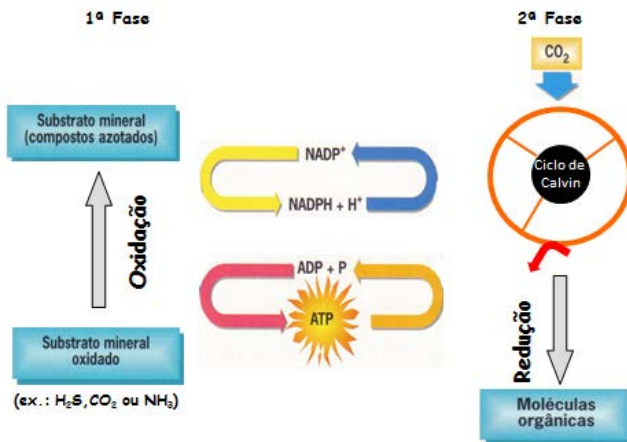 1ª Fase
2ª Fase
CO₂
Substrato mineral
(compostos azotados)
Oxidação
Substrato mineral
oxidado
(ex.: H₂S,CO₂ ou NH₃)
NADP⁺
NADPH + H⁺
ADP + P
ATP
Ciclo de
Calvin
Redução
Moléculas
orgânicas